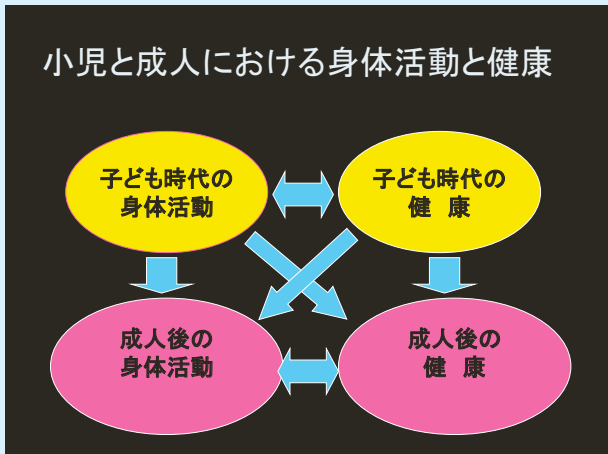 小児と成人における身体活動と健康
子ども時代の
身体活動
子ども時代の
健　康
成人後の
身体活動
成人後の
健　康